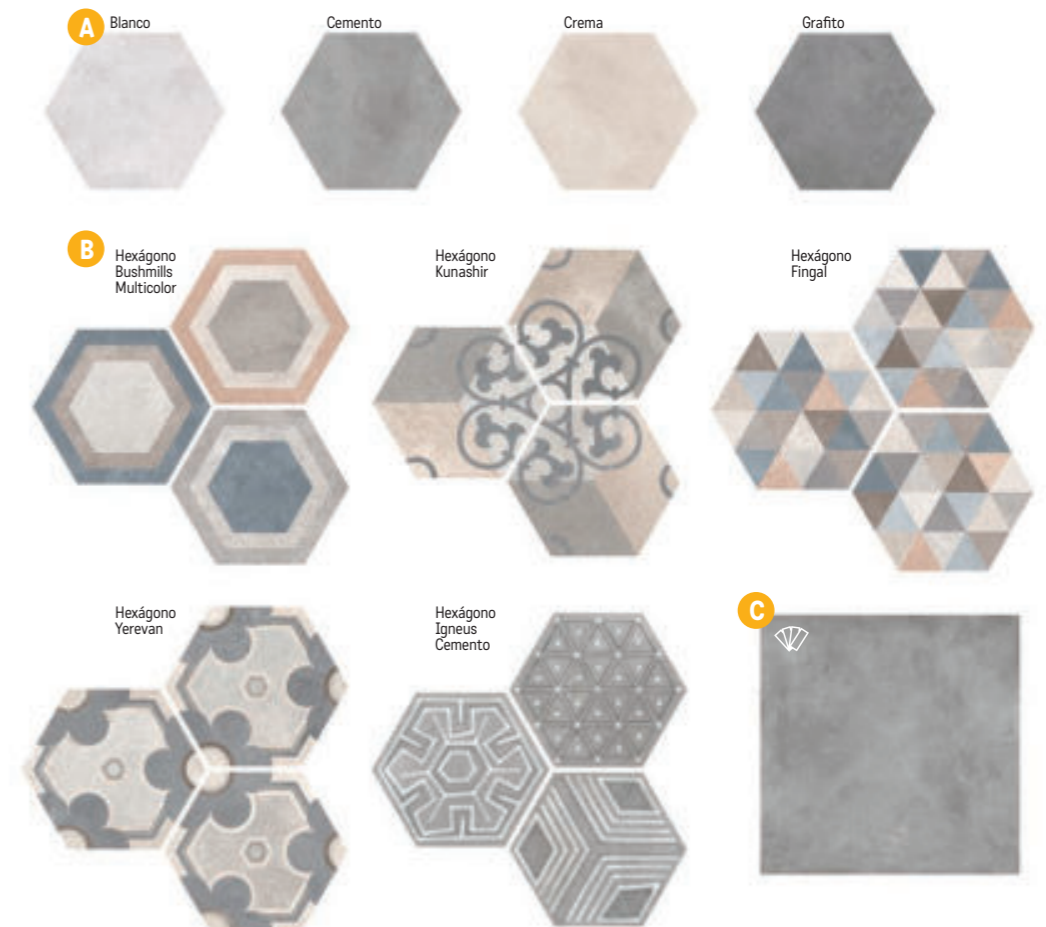 A
Blanco
Cemento
Crema
Grafito
B
Hexágono
Bushmills
Multicolor
Hexágono
Kunashir
Hexágono
Fingal
Hexágono
Yerevan
Hexágono
Igneus
Cemento
C